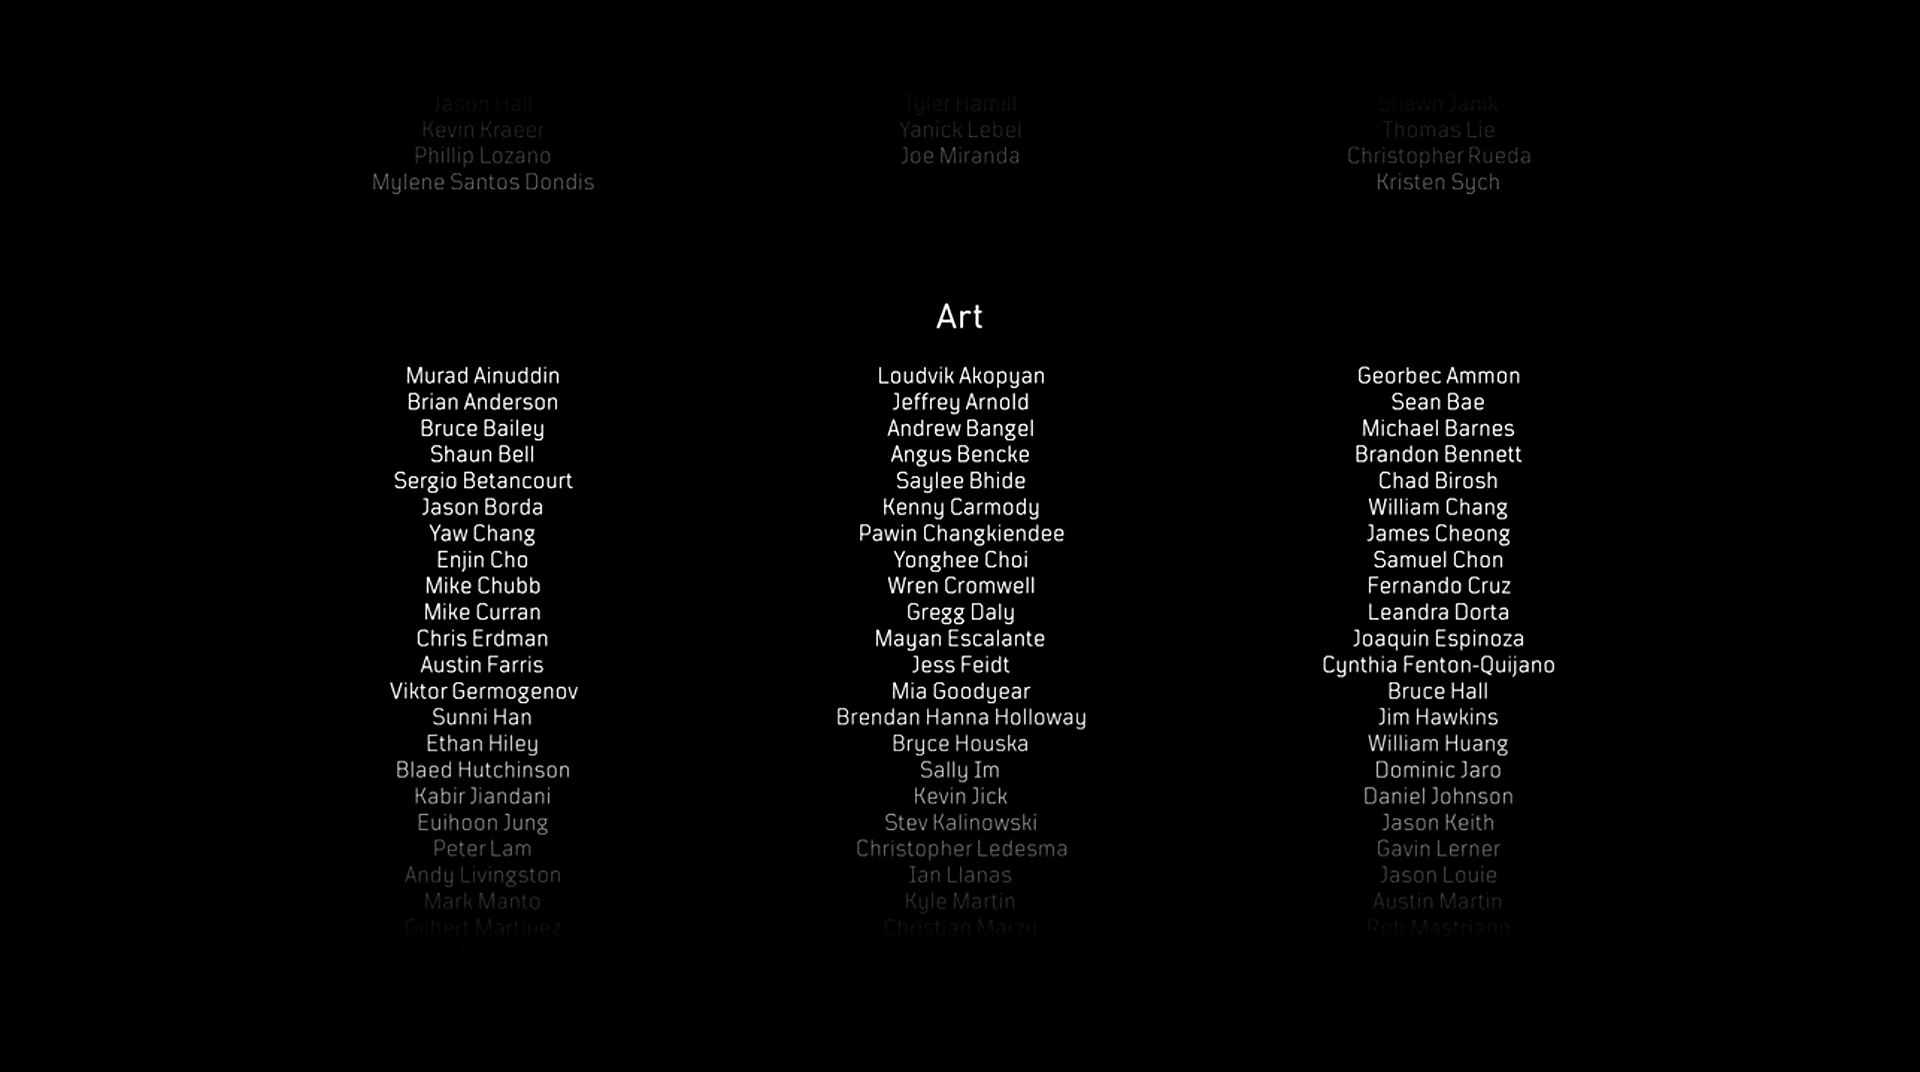 Jason Hall Tyler Hamill Shawn Janik
Kevin Kraeer Yanick Lebel Thomas Lie
Phillip Lozano Joe Miranda Christopher Rueda
Mylene Santos Dondis Kristen Sych
Art
Murad Ainuddin Loudvik Akopyan Georbec Ammon
Brian Anderson Jeffrey Arnold Sean Bae
Bruce Bailey Andrew Bangel Michael Barnes
Shaun Bell Angus Bencke Brandon Bennett
Sergio Betancourt Saylee Bhide Chad Birosh
Jason Borda Kenny Carmody William Chang
Yaw Chang Pawin Changkiendee James Cheong
Enjin Cho Yonghee Choi Samuel Chon
Mike Chubb Wren Cromwell Fernando Cruz
Mike Curran Gregg Daly Leandra Dorta
Chris Erdman Mayan Escalante Joaquin Espinoza
Austin Farris Jess Feidt Cynthia Fenton-Quijano
Viktor Germogenov Mia Goodyear Bruce Hall
Sunni Han Brendan Hanna Holloway Jim Hawkins
Ethan Hiley Bryce Houska William Huang
Blaed Hutchinson Sally Im Dominic Jaro
Kabir Jiandani Kevin Jick Daniel Johnson
Euihoon Jung Stev Kalinowski Jason Keith
Peter Lam Christopher Ledesma Gavin Lerner
Andy Livingston Ian Llanas Jason Louie
Mark Manto Kyle Martin Austin Martin
Gilbert Martinez Christian Marzy Rob Mastriano